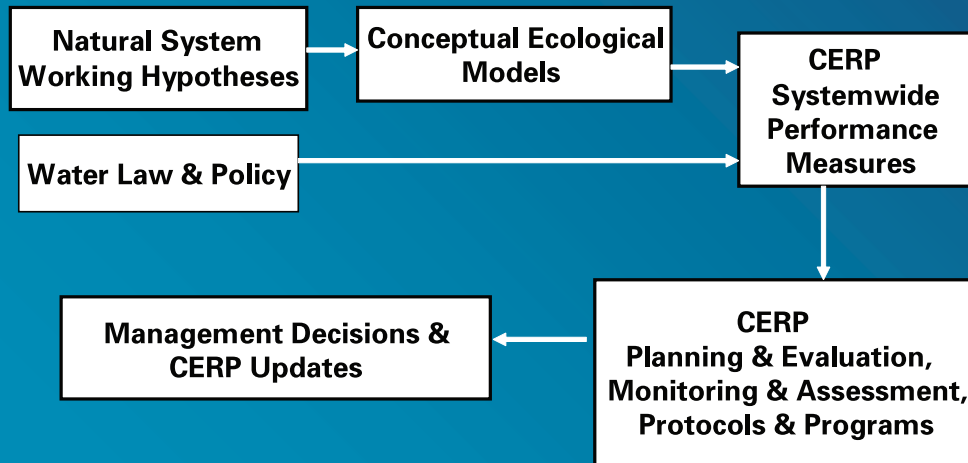 Natural System
Working Hypotheses
Conceptual Ecological
Models
CERP
Systemwide
Performance
Measures
Water Law & Policy
Management Decisions &
CERP Updates
CERP
Planning & Evaluation,
Monitoring & Assessment,
Protocols & Programs